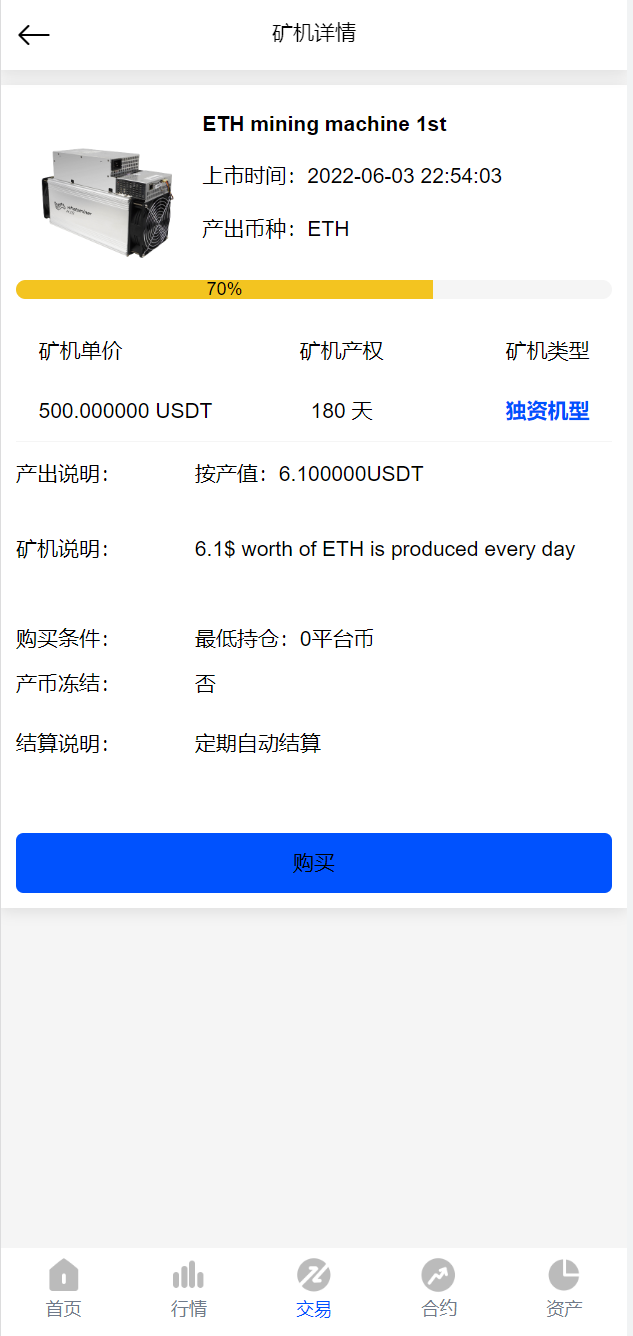 矿机详情
ETH mining machine 1st
上市时间：2022-06-03 22:54:03
产出币种：ETH
70%
矿机单价 矿机产权 矿机类型
500.000000 USDT 180 天 独资机型
产出说明： 按产值：6.100000USDT
矿机说明： 6.1$ worth of ETH is produced every day
购买条件： 最低持仓：0平台币
产币冻结： 否
结算说明： 定期自动结算
购买
首页 行情 交易 合约 资产